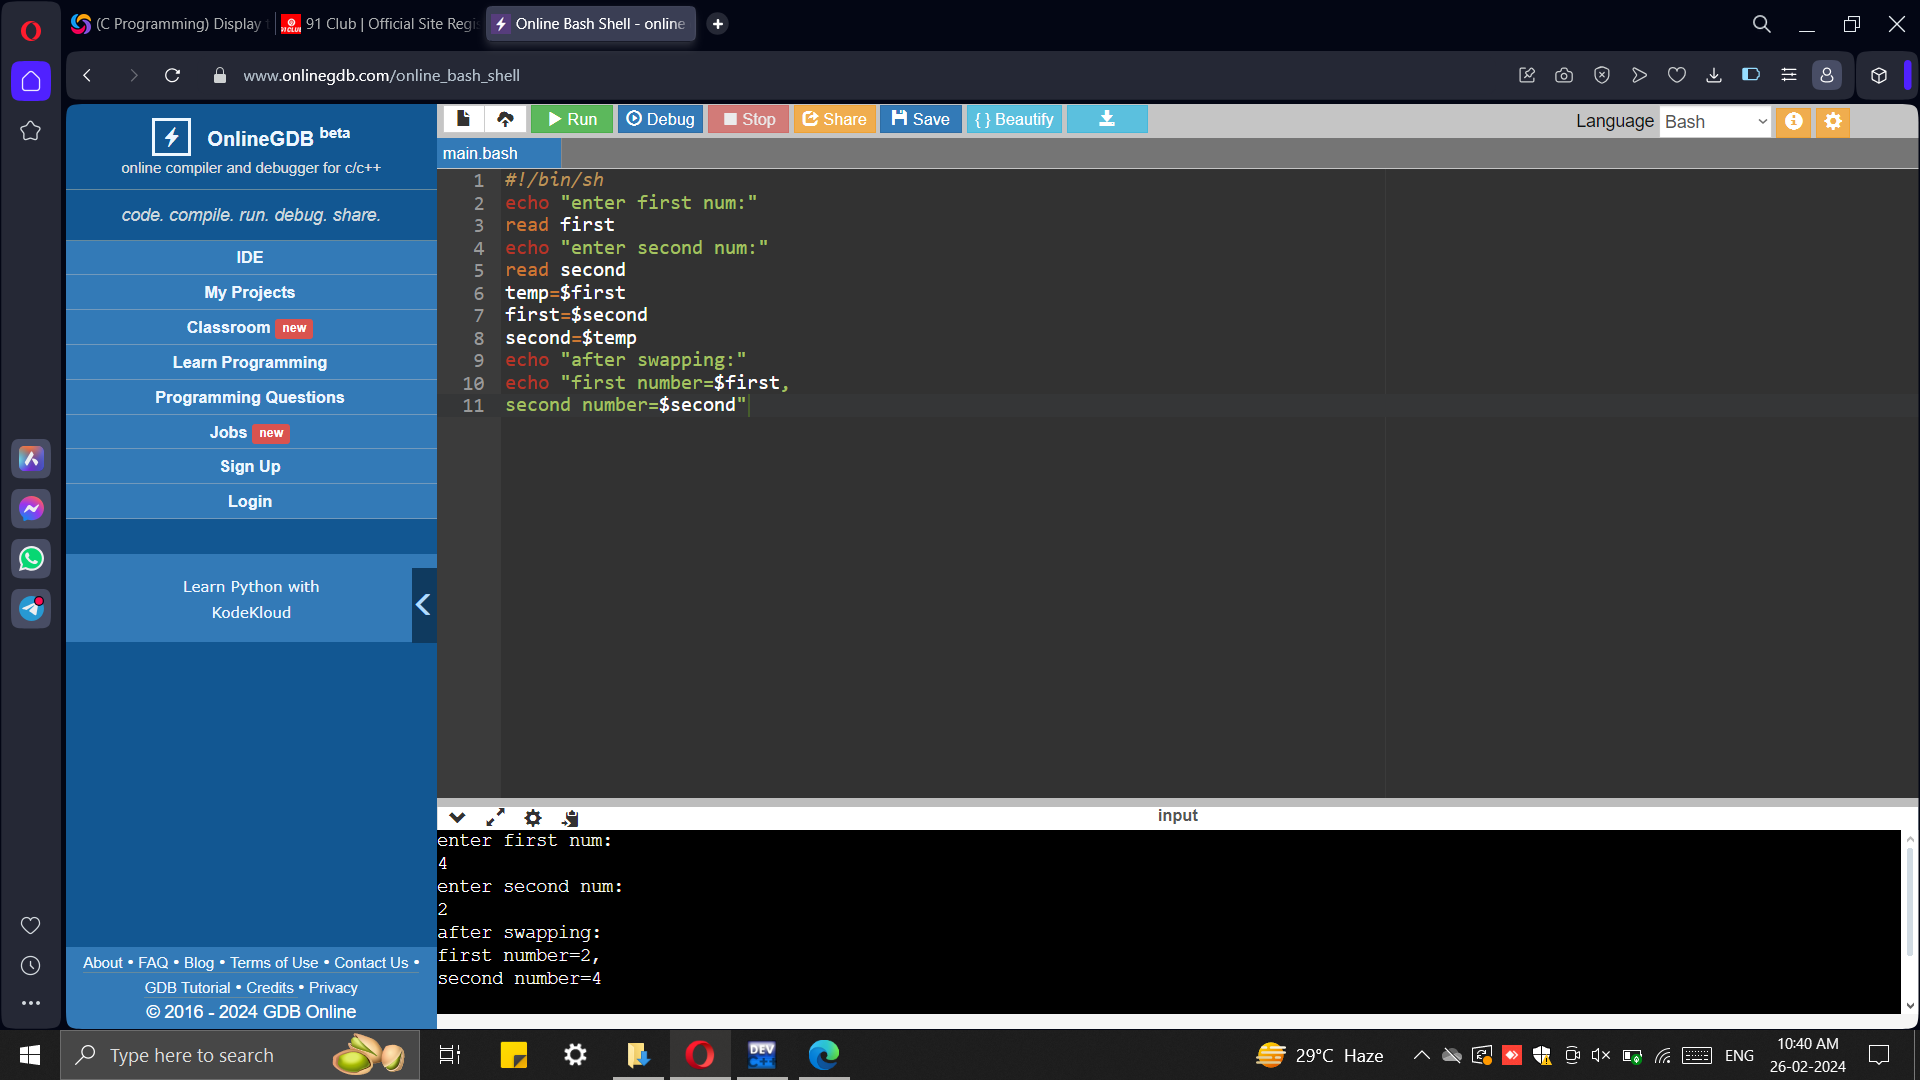 (C Programming) Display
91 Club | Official Site Regi
Online Bash Shell - online
www.onlinegdb.com/online_bash_shell
OnlineGDB beta
online compiler and debugger for c/c++
code. compile. run. debug. share.
IDE
My Projects
Classroom new
Learn Programming
Programming Questions
Jobs new
Sign Up
Login
Learn Python with
KodeKloud
About • FAQ • Blog • Terms of Use • Contact Us •
GDB Tutorial • Credits • Privacy
© 2016 - 2024 GDB Online
Run Debug Stop Share Save { } Beautify
Language Bash
main.bash
1 #!/bin/sh
2 echo "enter first num:"
3 read first
4 echo "enter second num:"
5 read second
6 temp=$first
7 first=$second
8 second=$temp
9 echo "after swapping:"
10 echo "first number=$first,
11 second number=$second"
input
enter first num:
4
enter second num:
2
after swapping:
first number=2,
second number=4
Type here to search
DEV
29°C Haze
ENG
10:40 AM
26-02-2024